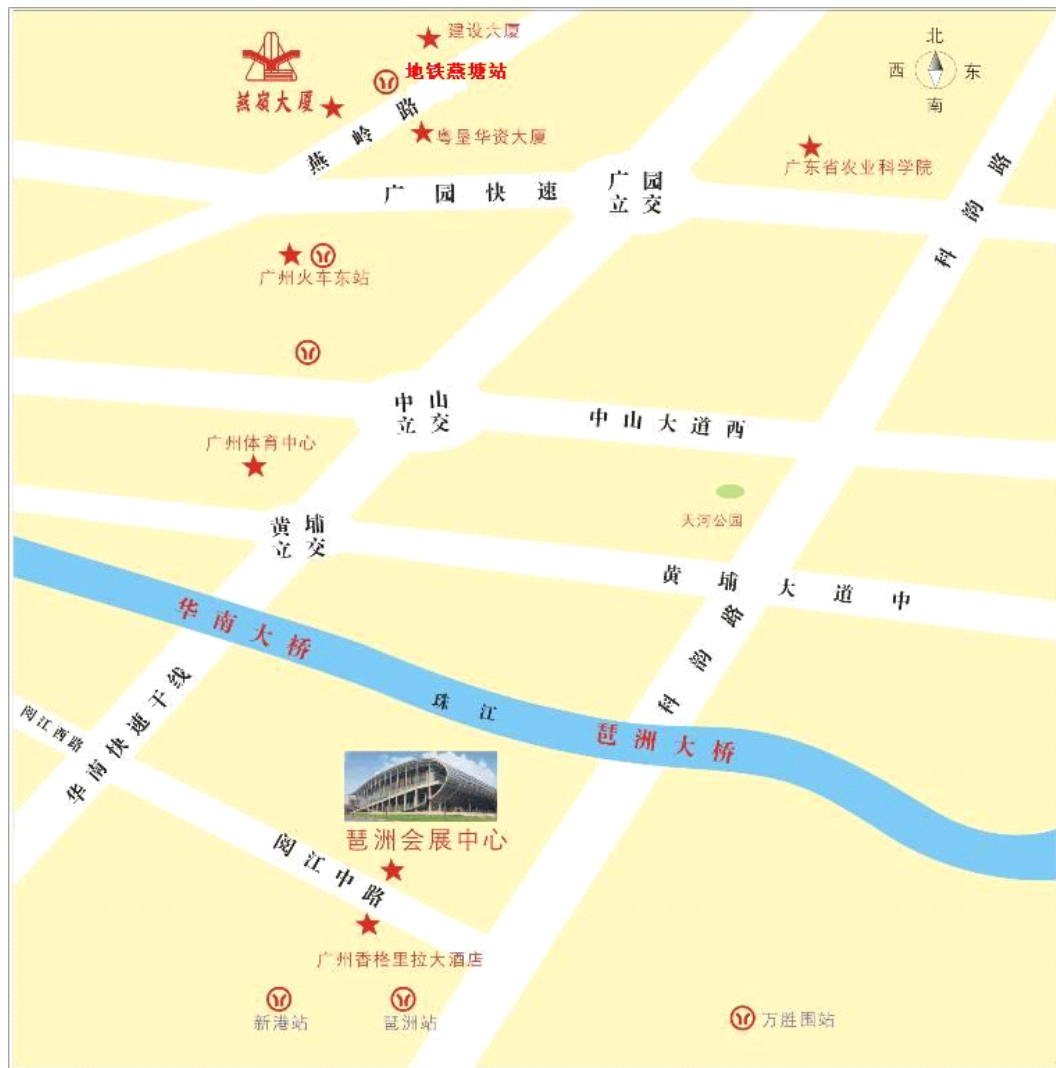 建设大厦
北
西 东
南
地铁燕塘站
燕嶺大厦
燕岭路
粤垦华资大厦
广东省农业科学院
广园快速
广园
立交
科韵路
广州火车东站
中山
立交
中山大道西
广州体育中心
天河公园
黄埔
立交
黄埔大道中
华南大桥
科韵路
珠江
琶洲大桥
华南快速干线
阅江西路
琶洲会展中心
阅江中路
广州香格里拉大酒店
新港站
琶洲站
万胜围站